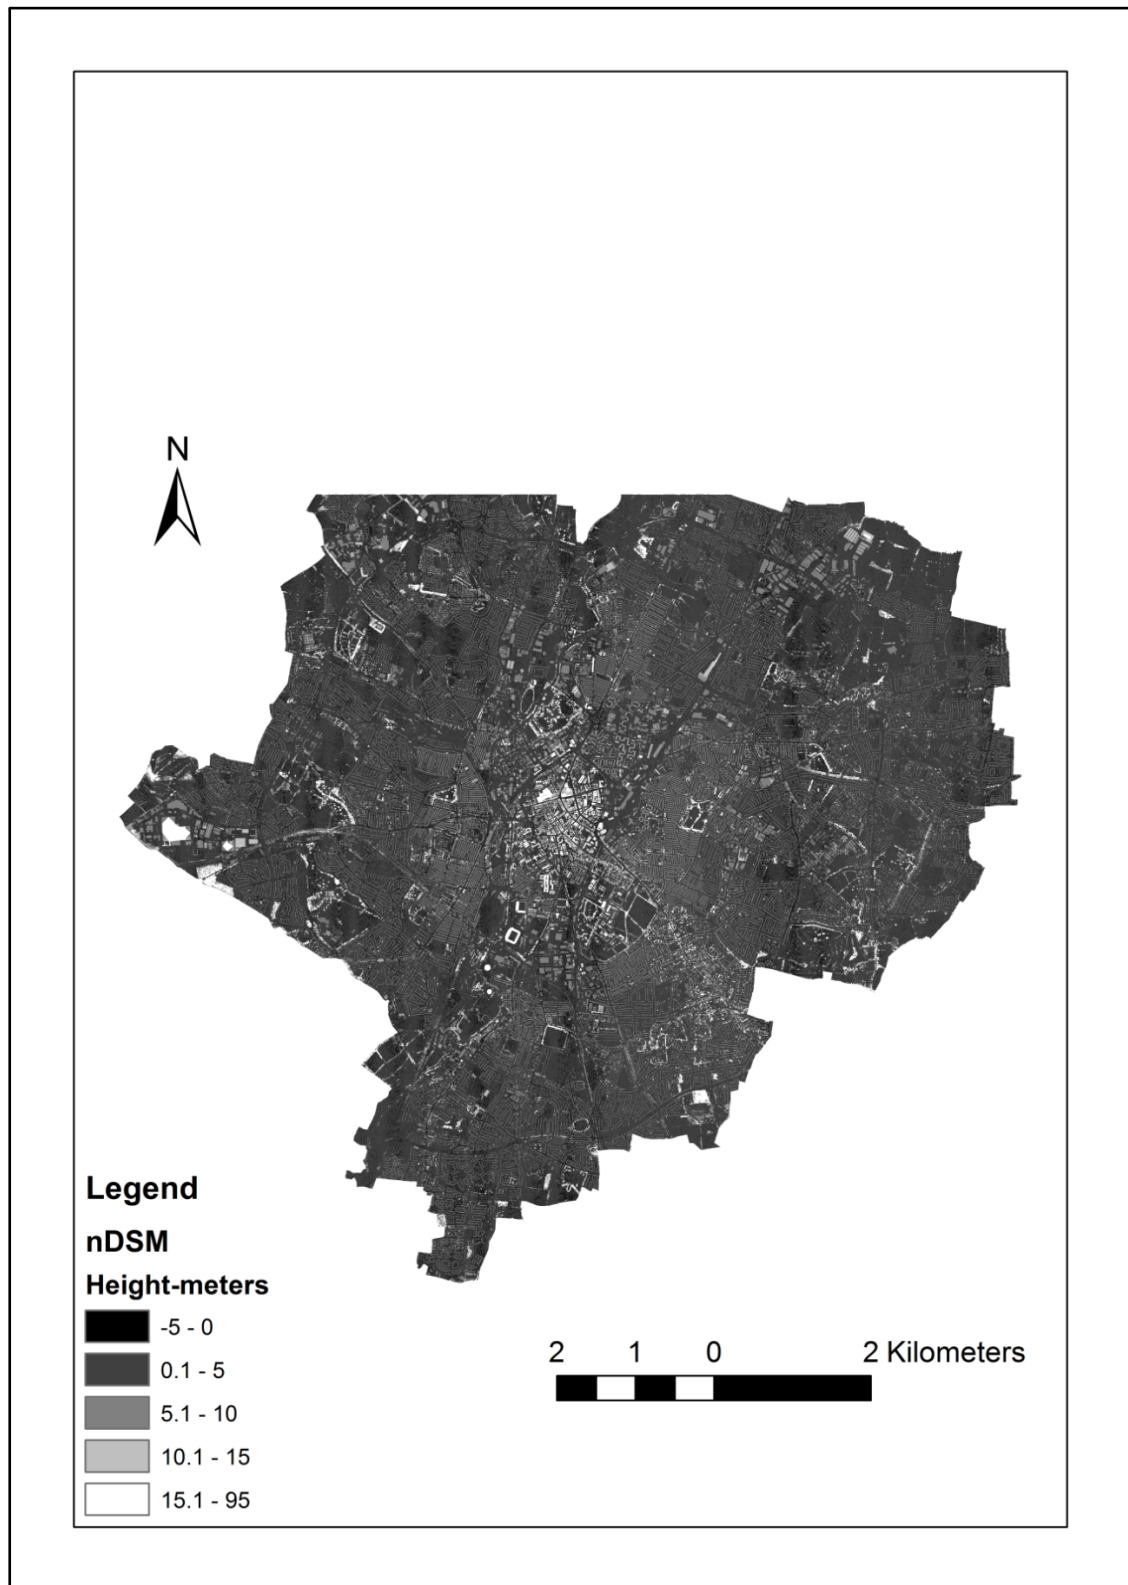 N
Legend
nDSM
Height-meters
-5 - 0
0.1 - 5
5.1 - 10
10.1 - 15
15.1 - 95
2 1 0 2 Kilometers